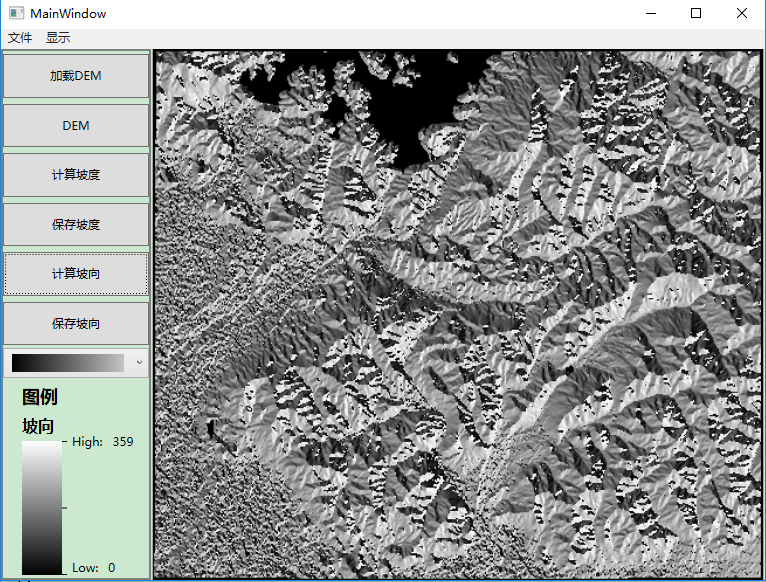 MainWindow
文件 显示
加载DEM
DEM
计算坡度
保存坡度
计算坡向
保存坡向
图例
坡向
High: 359
Low: 0